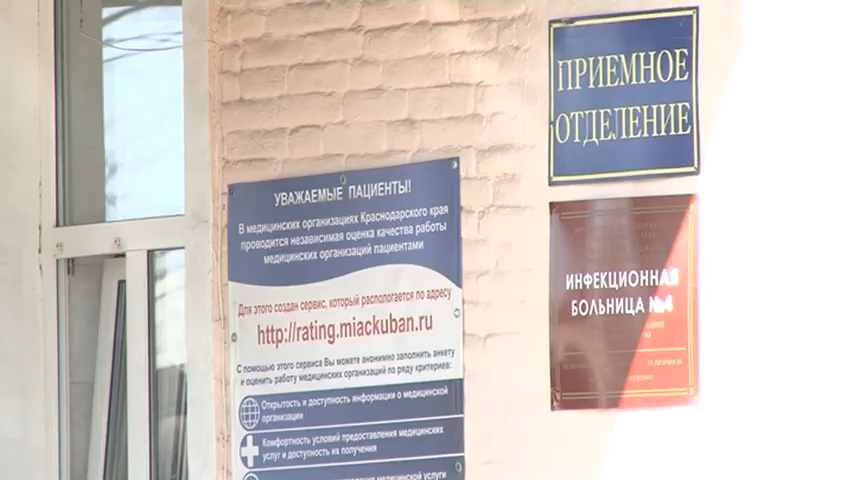 УВАЖАЕМЫЕ ПАЦИЕНТЫ!
В медицинских организациях Краснодарского края
проводится независимая оценка качества работы
медицинских организаций пациентами
Для этого создан сервис, который распологается по адресу
http://rating.miackuban.ru
С помощью этого сервиса Вы можете анонимно заполнить анкету
и оценить работу медицинских организаций по ряду критериев:
Открытость и доступность информации о медицинской
организации
Комфортность условий предоставления медицинских
услуг и доступность их получения
медицинской услуги
ПРИЕМНОЕ
ОТДЕЛЕНИЕ
ИНФЕКЦИОННАЯ
БОЛЬНИЦА №4